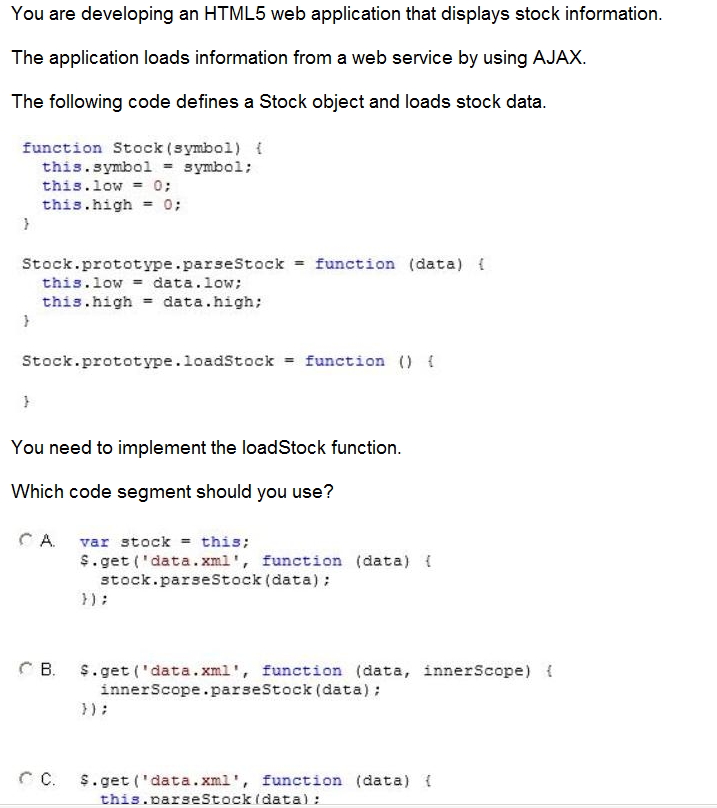 You are developing an HTML5 web application that displays stock information.
The application loads information from a web service by using AJAX.
The following code defines a Stock object and loads stock data.
function Stock(symbol) {
  this.symbol = symbol;
  this.low = 0;
  this.high = 0;
}
Stock.prototype.parseStock = function (data) {
  this.low = data.low;
  this.high = data.high;
}
Stock.prototype.loadStock = function () {
}
You need to implement the loadStock function.
Which code segment should you use?
A. var stock = this;
$.get('data.xml', function (data) {
  stock.parseStock(data);
});
B. $.get('data.xml', function (data, innerScope) {
  innerScope.parseStock(data);
});
C. $.get('data.xml', function (data) {
  this.parseStock(data);